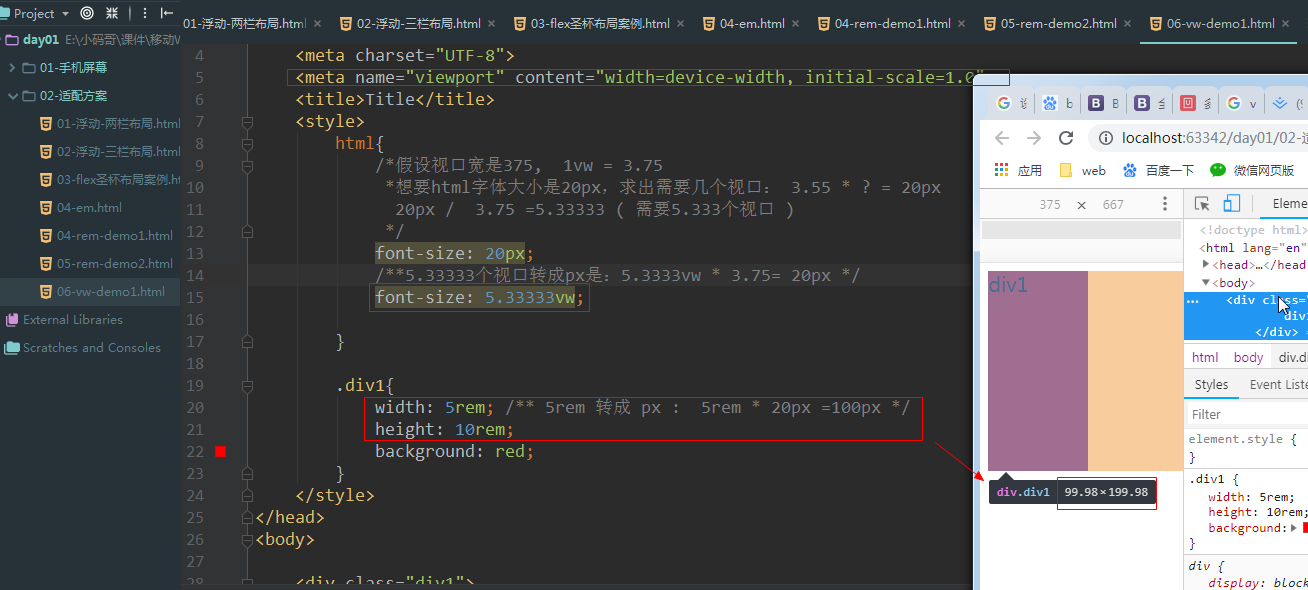 Project
01-浮动-两栏布局.html
02-浮动-三栏布局.html
03-flex圣杯布局案例.html
04-em.html
04-rem-demo1.html
05-rem-demo2.html
06-vw-demo1.html
day01 E:\小码哥\课件\移动W
01-手机屏幕
02-适配方案
01-浮动-两栏布局.html
02-浮动-三栏布局.html
03-flex圣杯布局案例.ht
04-em.html
04-rem-demo1.html
05-rem-demo2.html
06-vw-demo1.html
External Libraries
Scratches and Consoles
4 <meta charset="UTF-8">
5 <meta name="viewport" content="width=device-width, initial-scale=1.0"
6 <title>Title</title>
7 <style>
8 html{
9 /*假设视口宽是375, 1vw = 3.75
10 *想要html字体大小是20px，求出需要几个视口： 3.55 * ? = 20px
11 20px / 3.75 =5.33333 ( 需要5.333个视口 )
12 */
13 font-size: 20px;
14 /**5.33333个视口转成px是：5.3333vw * 3.75= 20px */
15 font-size: 5.33333vw;
16
17 }
18
19 .div1{
20 width: 5rem; /** 5rem 转成 px : 5rem * 20px =100px */
21 height: 10rem;
22 background: red;
23 }
24 </style>
25 </head>
26 <body>
27
28 <div class="div1">
b
B
v
localhost:63342/day01/02-
应用
web
百度一下
微信网页版
375 × 667
Eleme
<!doctype html>
<html lang="en"
<head>…</head
<body>
<div class="
div1
</div>
html body div.di
Styles Event Liste
Filter
element.style {
}
.div1 {
width: 5rem;
height: 10rem;
background:
}
div {
display: block
div1
div.div1 99.98×199.98